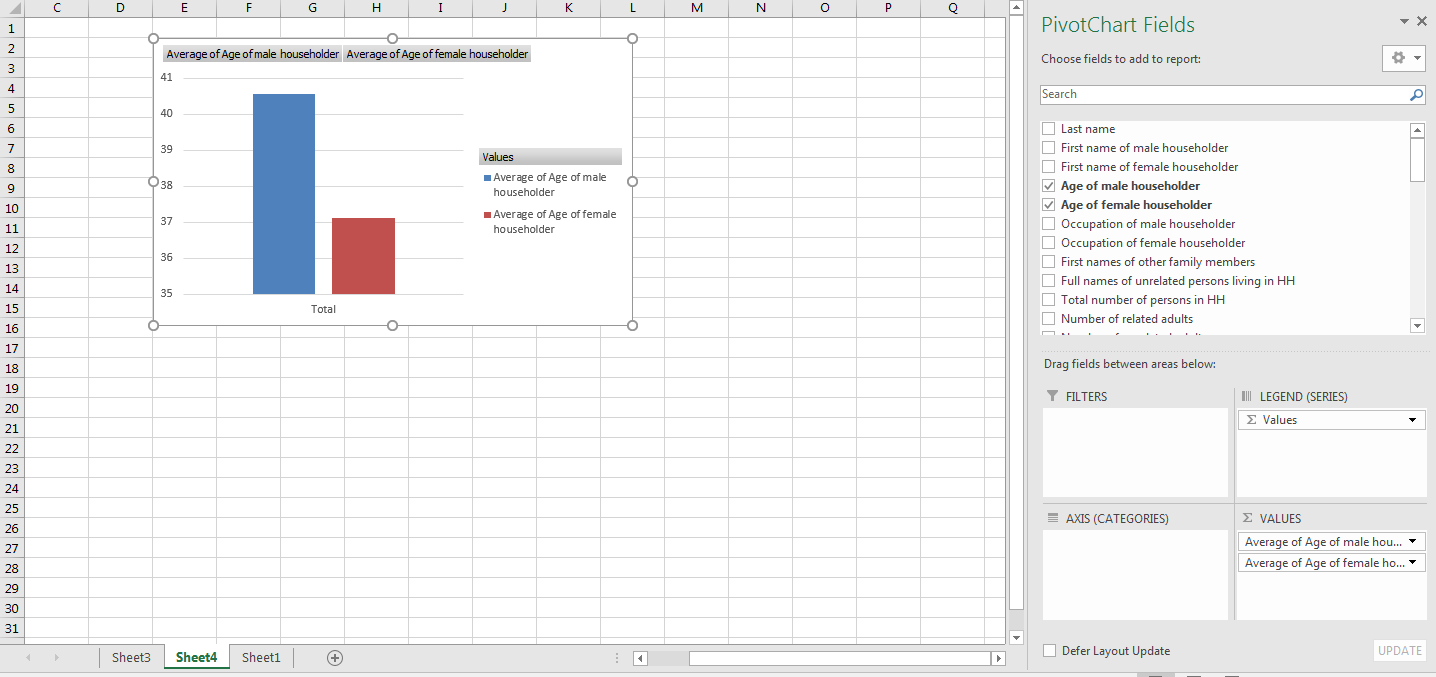 C D E F G H I J K L M N O P Q
1
2
3
4
5
6
7
8
9
10
11
12
13
14
15
16
17
18
19
20
21
22
23
24
25
26
27
28
29
30
31
Average of Age of male householder Average of Age of female householder
41
40
39
38
37
36
35
Total
Values
Average of Age of male
householder
Average of Age of female
householder
Sheet3 Sheet4 Sheet1
PivotChart Fields
Choose fields to add to report:
Search
Last name
First name of male householder
First name of female householder
Age of male householder
Age of female householder
Occupation of male householder
Occupation of female householder
First names of other family members
Full names of unrelated persons living in HH
Total number of persons in HH
Number of related adults
Drag fields between areas below:
FILTERS
LEGEND (SERIES)
Σ Values
AXIS (CATEGORIES)
Σ VALUES
Average of Age of male hou...
Average of Age of female ho...
Defer Layout Update
UPDATE